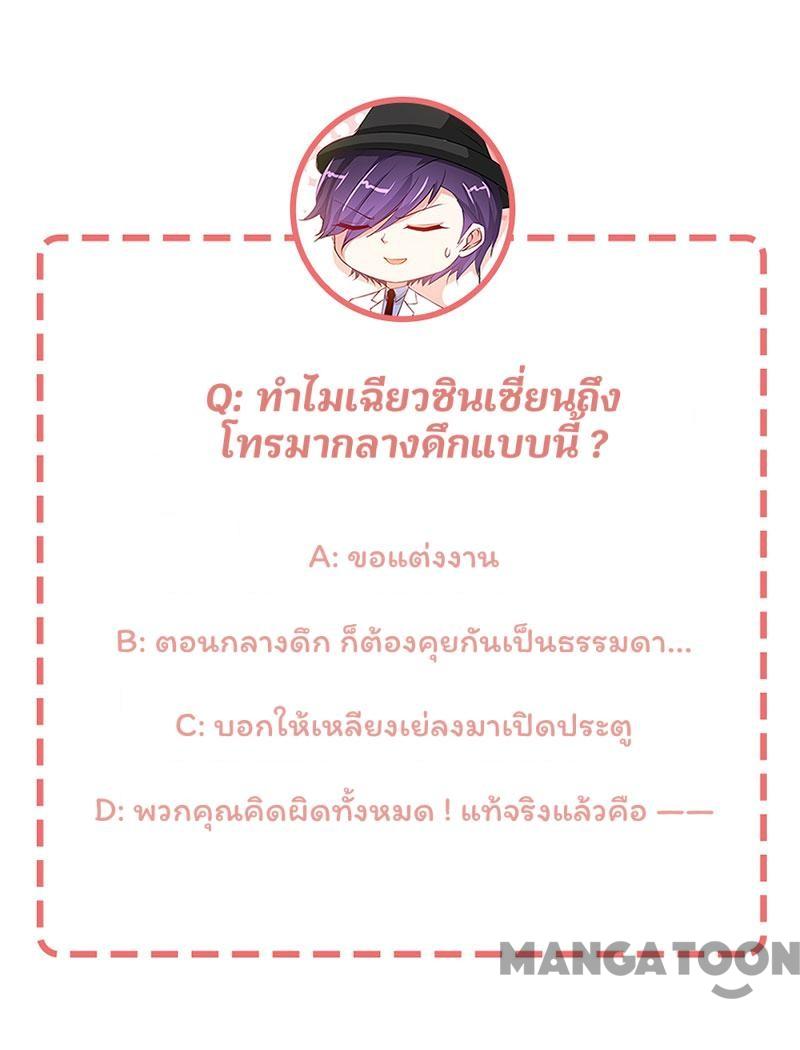 Q: ทำไมเฉียวซินเซี่ยนถึง
โทรมากลางดึกแบบนี้ ?
A: ขอแต่งงาน
B: ตอนกลางดึก ก็ต้องคุยกันเป็นธรรมดา...
C: บอกให้เหลียงเย่ลงมาเปิดประตู
D: พวกคุณคิดผิดทั้งหมด ! แท้จริงแล้วคือ ——
MANGATOON